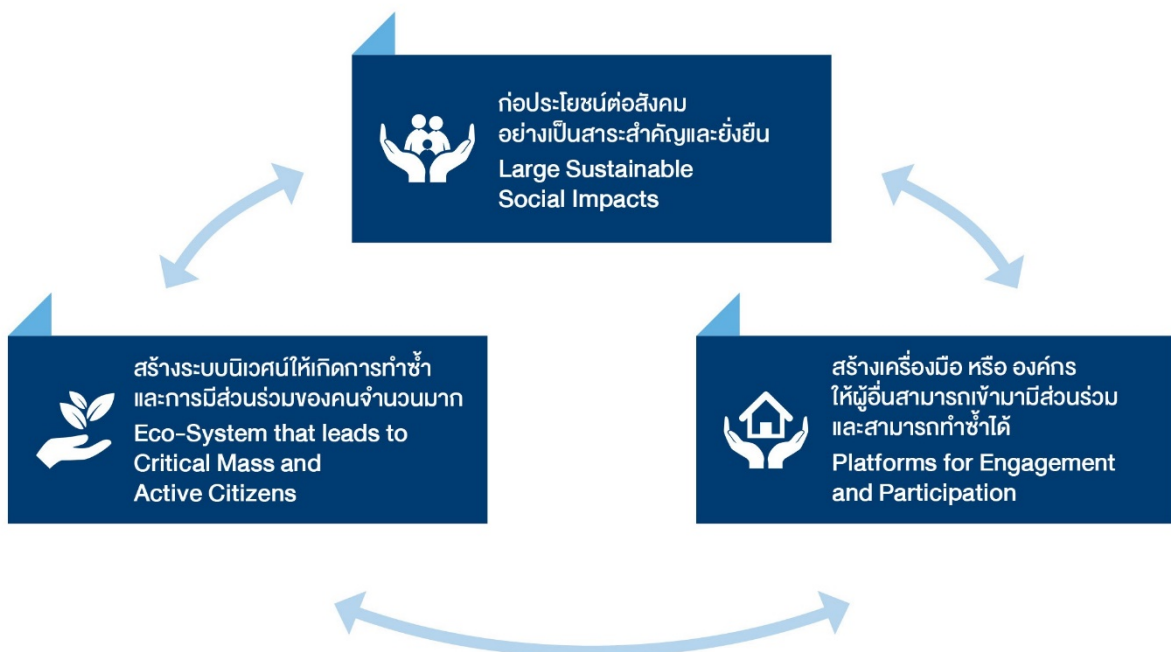 ก่อประโยชน์ต่อสังคม
อย่างเป็นสาระสำคัญและยั่งยืน
Large Sustainable
Social Impacts
สร้างระบบนิเวศน์ให้เกิดการทำซ้ำ
และการมีส่วนร่วมของคนจำนวนมาก
Eco-System that leads to
Critical Mass and
Active Citizens
สร้างเครื่องมือ หรือ องค์กร
ให้ผู้อื่นสามารถเข้ามามีส่วนร่วม
และสามารถทำซ้ำได้
Platforms for Engagement
and Participation